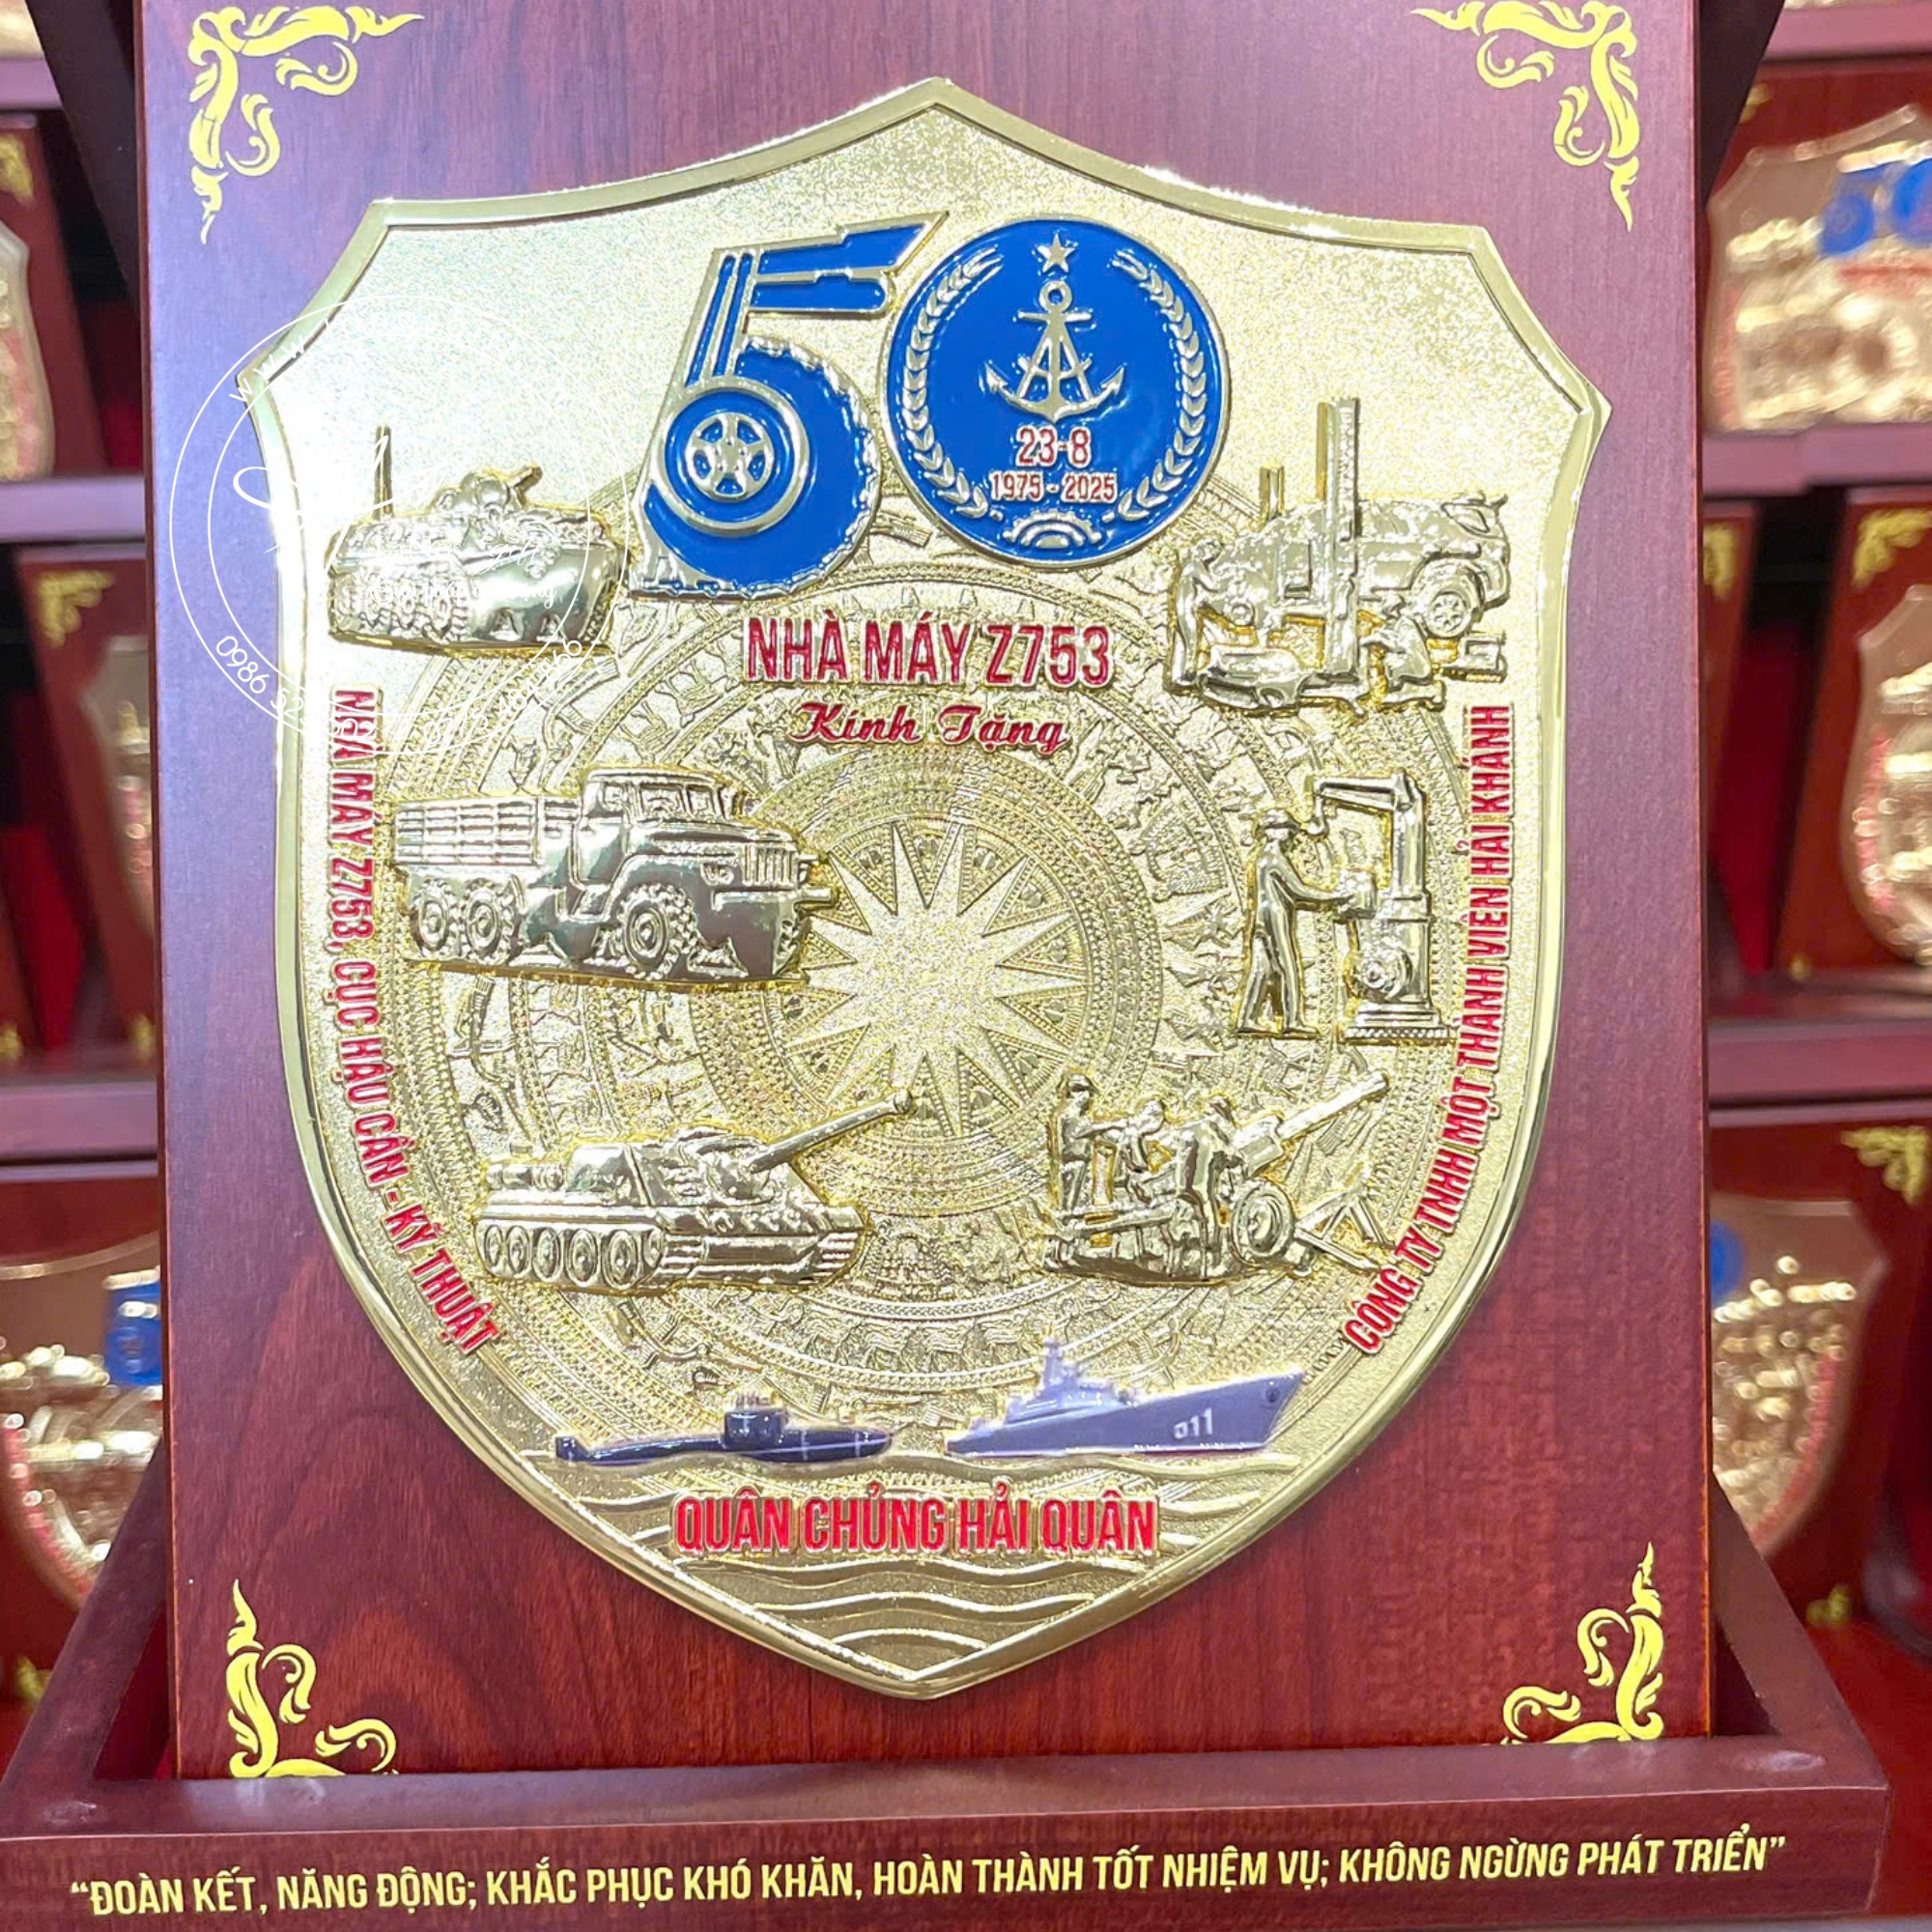 23-8
1975-2025
NHÀ MÁY Z753
Kính Tặng
NHÀ MÁY Z753, CỤC HẬU CẦN - KỸ THUẬT
CÔNG TY TNHH MỘT THÀNH VIÊN HẢI KHÁNH
011
QUÂN CHỦNG HẢI QUÂN
“ĐOÀN KẾT, NĂNG ĐỘNG; KHẮC PHỤC KHÓ KHĂN, HOÀN THÀNH TỐT NHIỆM VỤ; KHÔNG NGỪNG PHÁT TRIỂN”
50
0986